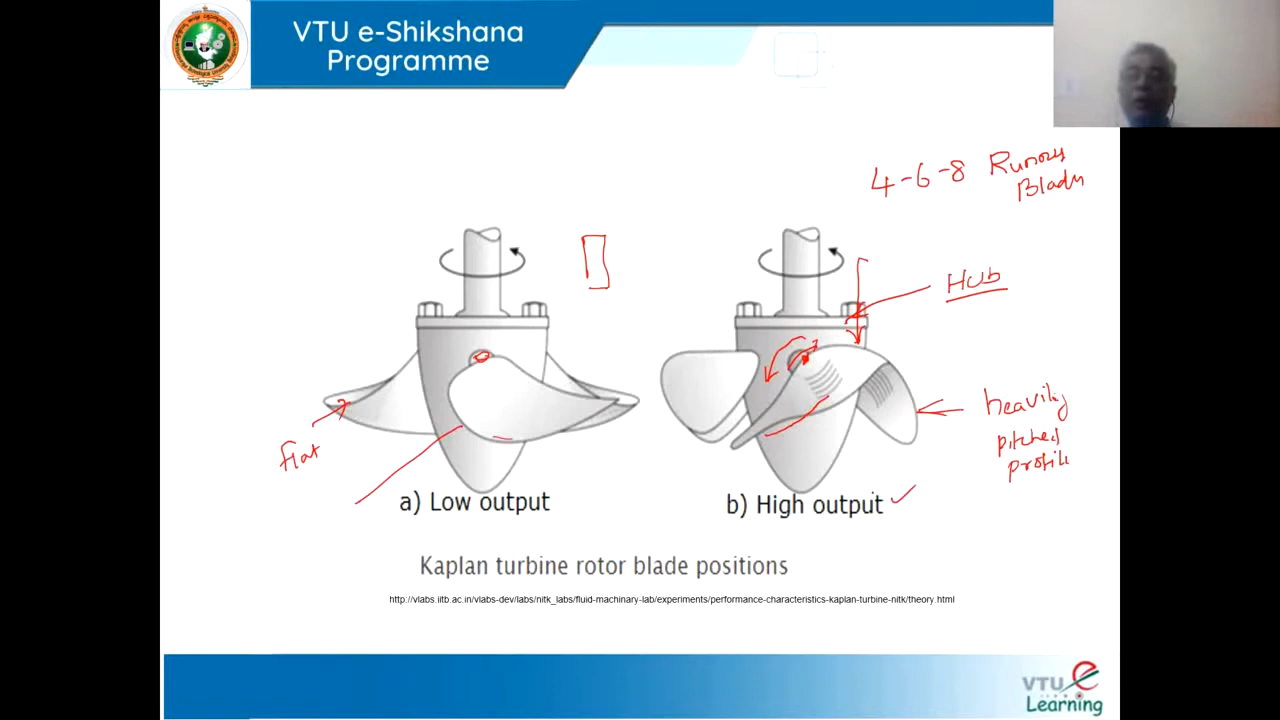 VTU e-Shikshana
Programme
4-6-8 Runors
Blades
Hub
flat
heavily
pitched
profile
a) Low output
b) High output
Kaplan turbine rotor blade positions
http://vlabs.iitb.ac.in/vlabs-dev/labs/nitk_labs/fluid-machinary-lab/experiments/performance-characteristics-kaplan-turbine-nitk/theory.html
VTU e
Learning